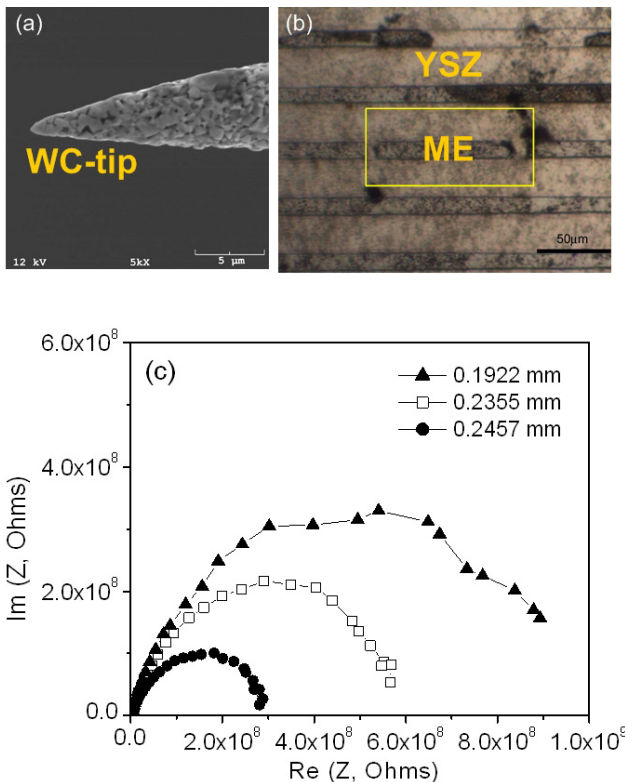 (a)
WC-tip
12 kV 5kX 5 µm
(b)
YSZ
ME
50µm
(c)
0.1922 mm
0.2355 mm
0.2457 mm
6.0x10⁸
4.0x10⁸
2.0x10⁸
0.0
Im (Z, Ohms)
0.0 2.0x10⁸ 4.0x10⁸ 6.0x10⁸ 8.0x10⁸ 1.0x10⁹
Re (Z, Ohms)